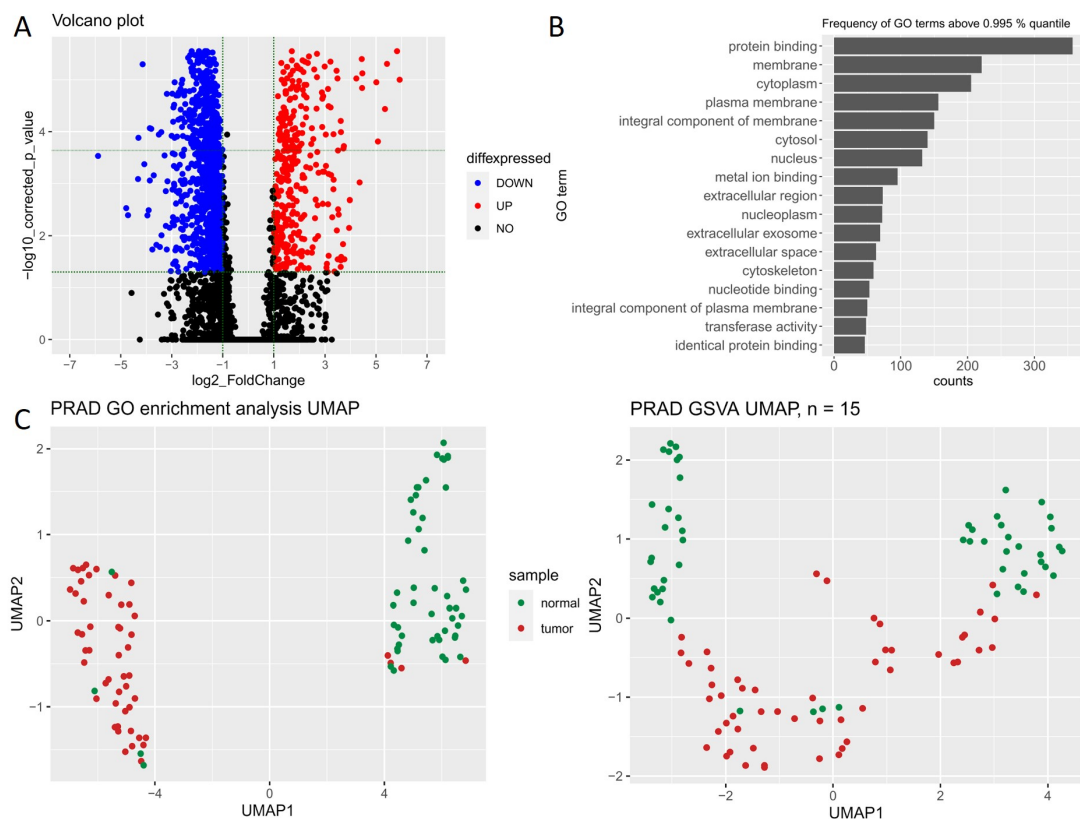 A
Volcano plot
−log10_corrected_p_value
4
2
0
−7
−5
−3
−1
1
3
5
7
log2_FoldChange
diffexpressed
DOWN
UP
NO
B
Frequency of GO terms above 0.995 % quantile
GO term
protein binding
membrane
cytoplasm
plasma membrane
integral component of membrane
cytosol
nucleus
metal ion binding
extracellular region
nucleoplasm
extracellular exosome
extracellular space
cytoskeleton
nucleotide binding
integral component of plasma membrane
transferase activity
identical protein binding
0
100
200
300
counts
C
PRAD GO enrichment analysis UMAP
UMAP2
2
1
0
−1
−4
0
4
UMAP1
sample
normal
tumor
PRAD GSVA UMAP, n = 15
UMAP2
2
1
0
−1
−2
−2
0
2
4
UMAP1